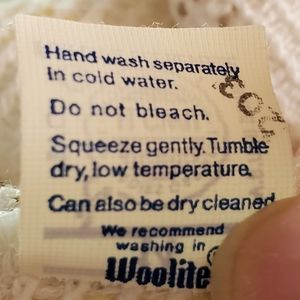 Hand wash separately
In cold water.
Do not bleach.
Squeeze gently. Tumble
dry, low temperature.
Can also be dry cleaned
We recommend
washing in
Woolite